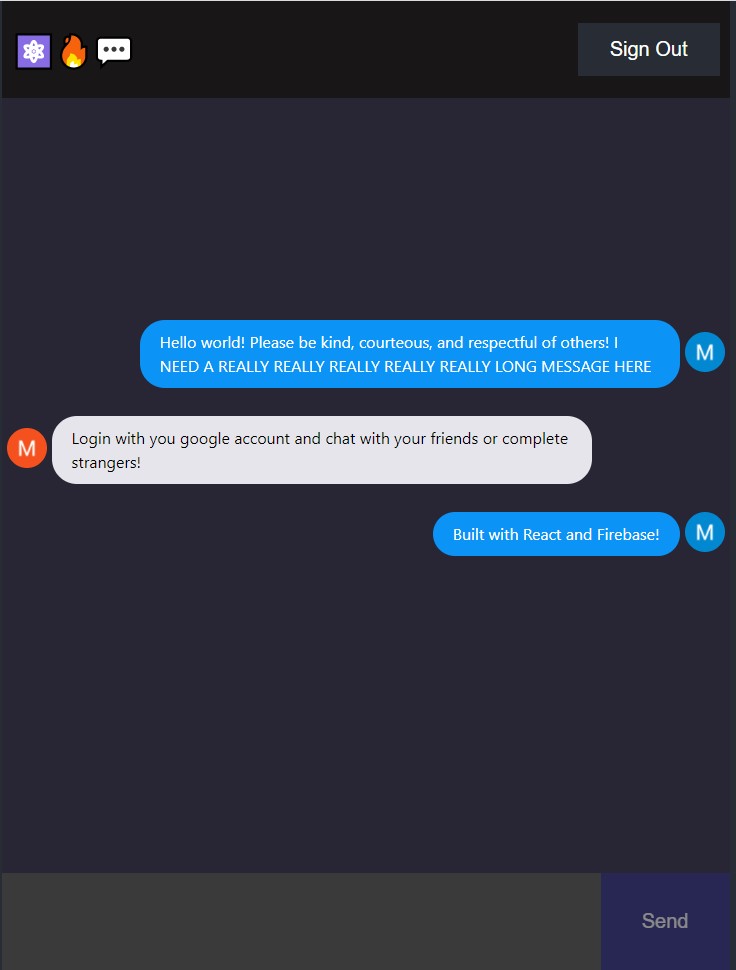 ⚛️🔥💬
Sign Out
Hello world! Please be kind, courteous, and respectful of others! I
NEED A REALLY REALLY REALLY REALLY REALLY LONG MESSAGE HERE
M
M
Login with you google account and chat with your friends or complete
strangers!
Built with React and Firebase!
M
Send